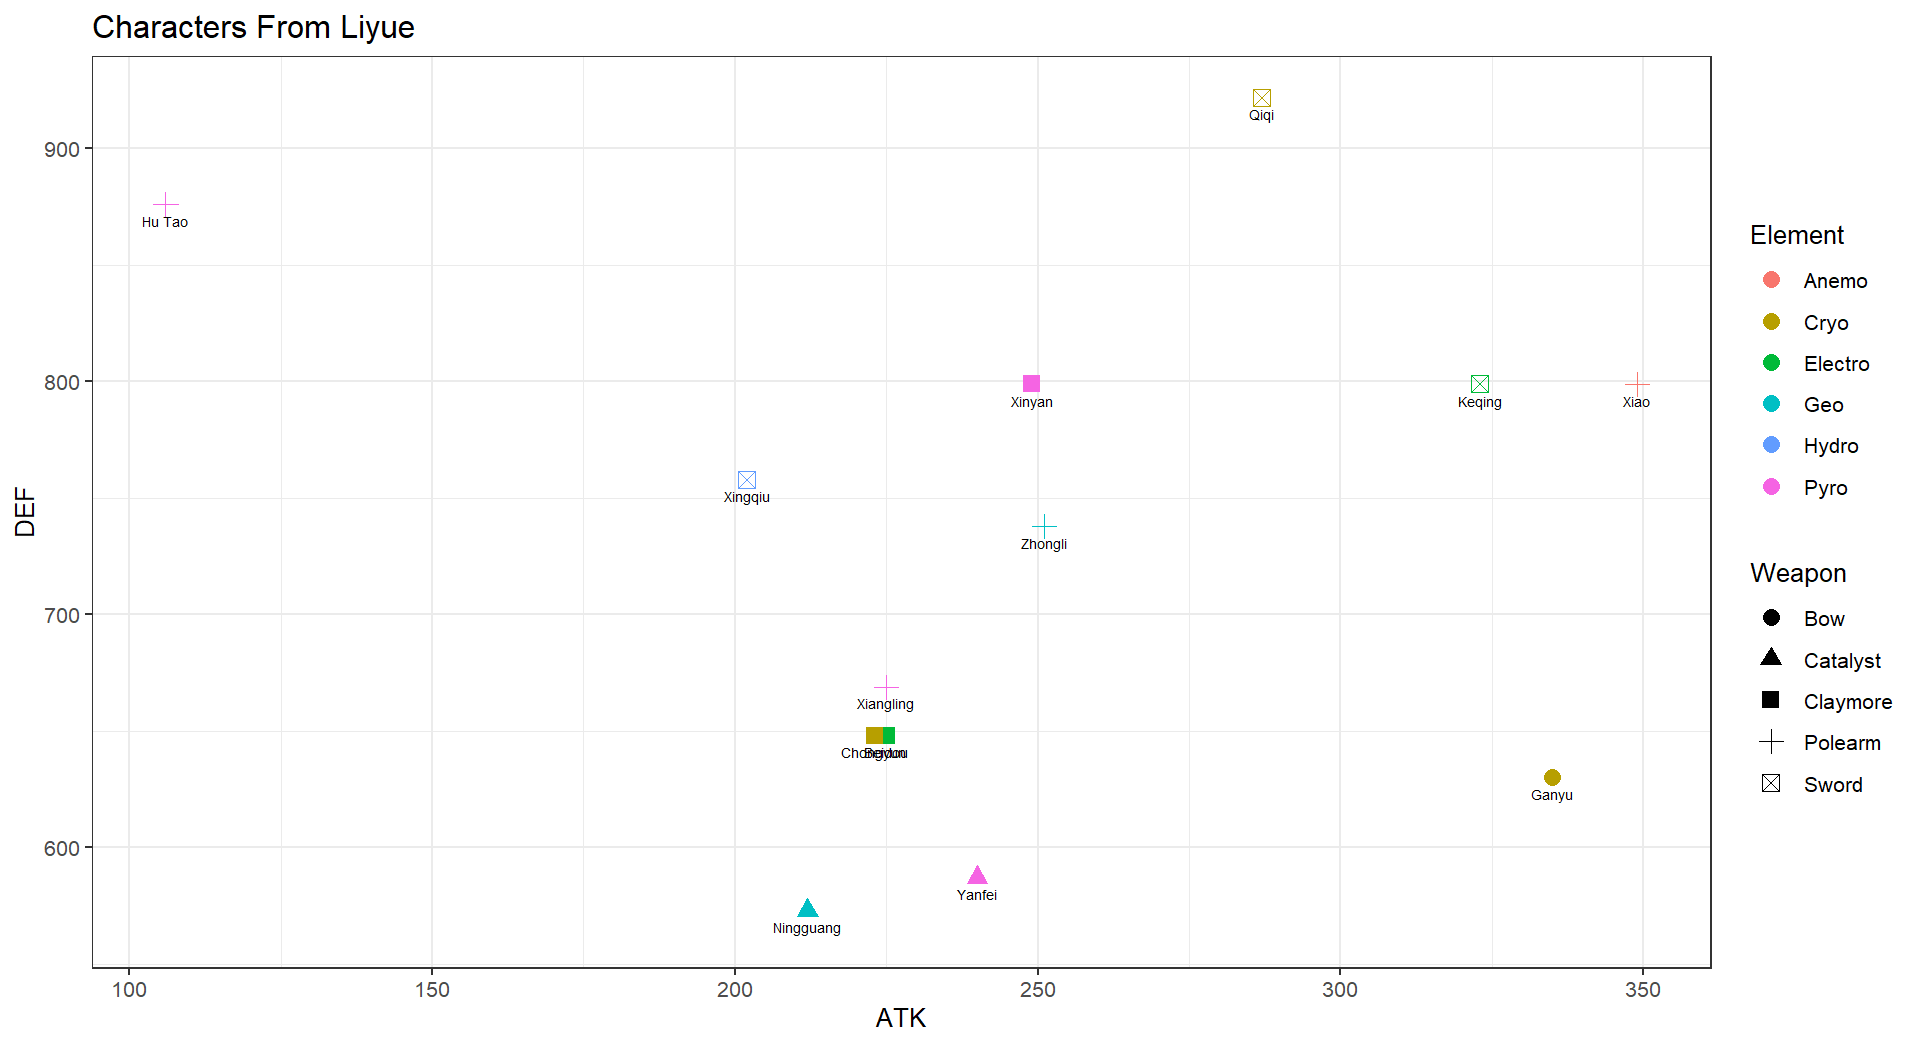 Characters From Liyue
DEF
900
800
700
600
Qiqi
Hu Tao
Xinyan
Keqing
Xiao
Xingqiu
Zhongli
Xiangling
Chongyun
Beidou
Ganyu
Yanfei
Ningguang
100
150
200
250
300
350
ATK
Element
Anemo
Cryo
Electro
Geo
Hydro
Pyro
Weapon
Bow
Catalyst
Claymore
Polearm
Sword